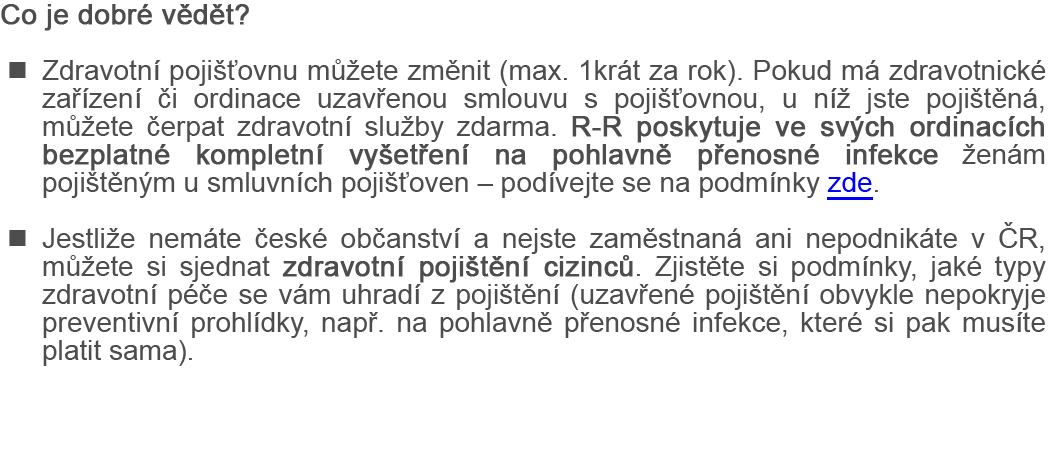 Co je dobré vědět?
■ Zdravotní pojišťovnu můžete změnit (max. 1krát za rok). Pokud má zdravotnické
zařízení či ordinace uzavřenou smlouvu s pojišťovnou, u níž jste pojištěná,
můžete čerpat zdravotní služby zdarma. R-R poskytuje ve svých ordinacích
bezplatné kompletní vyšetření na pohlavně přenosné infekce ženám
pojištěným u smluvních pojišťoven – podívejte se na podmínky zde.
■ Jestliže nemáte české občanství a nejste zaměstnaná ani nepodnikáte v ČR,
můžete si sjednat zdravotní pojištění cizinců. Zjistěte si podmínky, jaké typy
zdravotní péče se vám uhradí z pojištění (uzavřené pojištění obvykle nepokryje
preventivní prohlídky, např. na pohlavně přenosné infekce, které si pak musíte
platit sama).